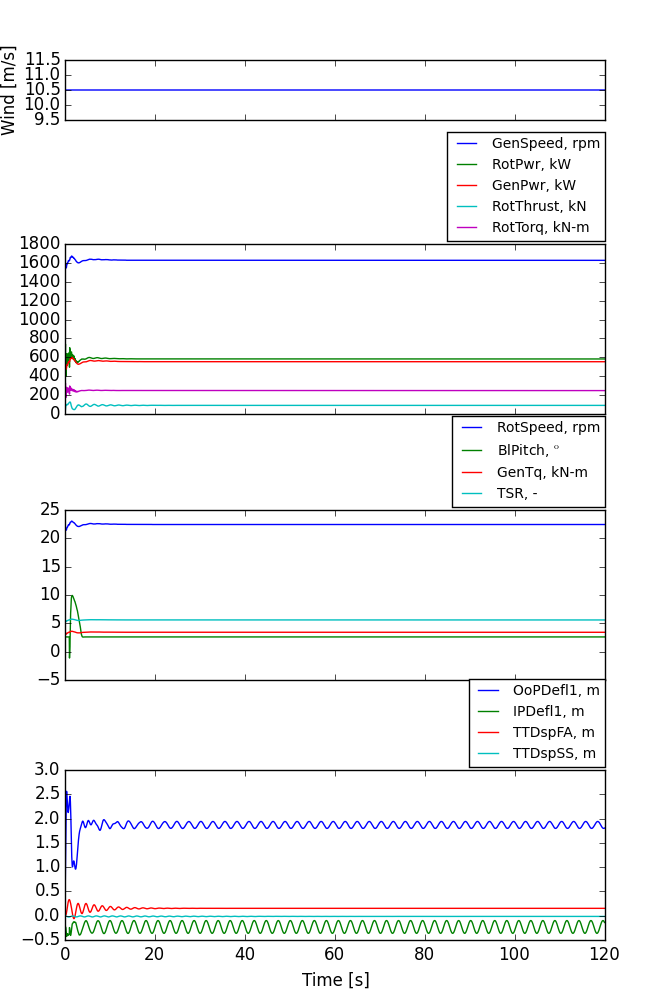 Wind [m/s]
11.5
11.0
10.5
10.0
9.5
GenSpeed, rpm
RotPwr, kW
GenPwr, kW
RotThrust, kN
RotTorq, kN-m
1800
1600
1400
1200
1000
800
600
400
200
0
RotSpeed, rpm
BlPitch, °
GenTq, kN-m
TSR, -
25
20
15
10
5
0
−5
OoPDefl1, m
IPDefl1, m
TTDspFA, m
TTDspSS, m
3.0
2.5
2.0
1.5
1.0
0.5
0.0
−0.5
0 20 40 60 80 100 120
Time [s]